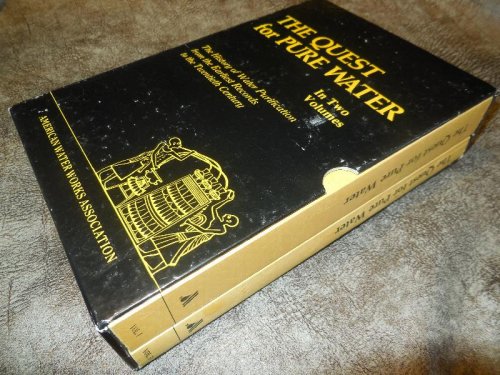 THE QUEST
for PURE WATER
In Two
Volumes
The History of Water Purification
from the Earliest Records
to the Twentieth Century
AMERICAN WATER WORKS ASSOCIATION
The Quest for Pure Water
VOL. I
The Quest for Pure Water